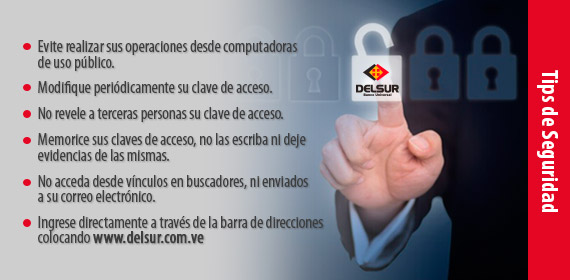 Evite realizar sus operaciones desde computadoras
de uso público.
Modifique periódicamente su clave de acceso.
No revele a terceras personas su clave de acceso.
Memorice sus claves de acceso, no las escriba ni deje
evidencias de las mismas.
No acceda desde vínculos en buscadores, ni enviados
a su correo electrónico.
Ingrese directamente a través de la barra de direcciones
colocando www.delsur.com.ve
DELSUR
Banco Universal
Tips de Seguridad